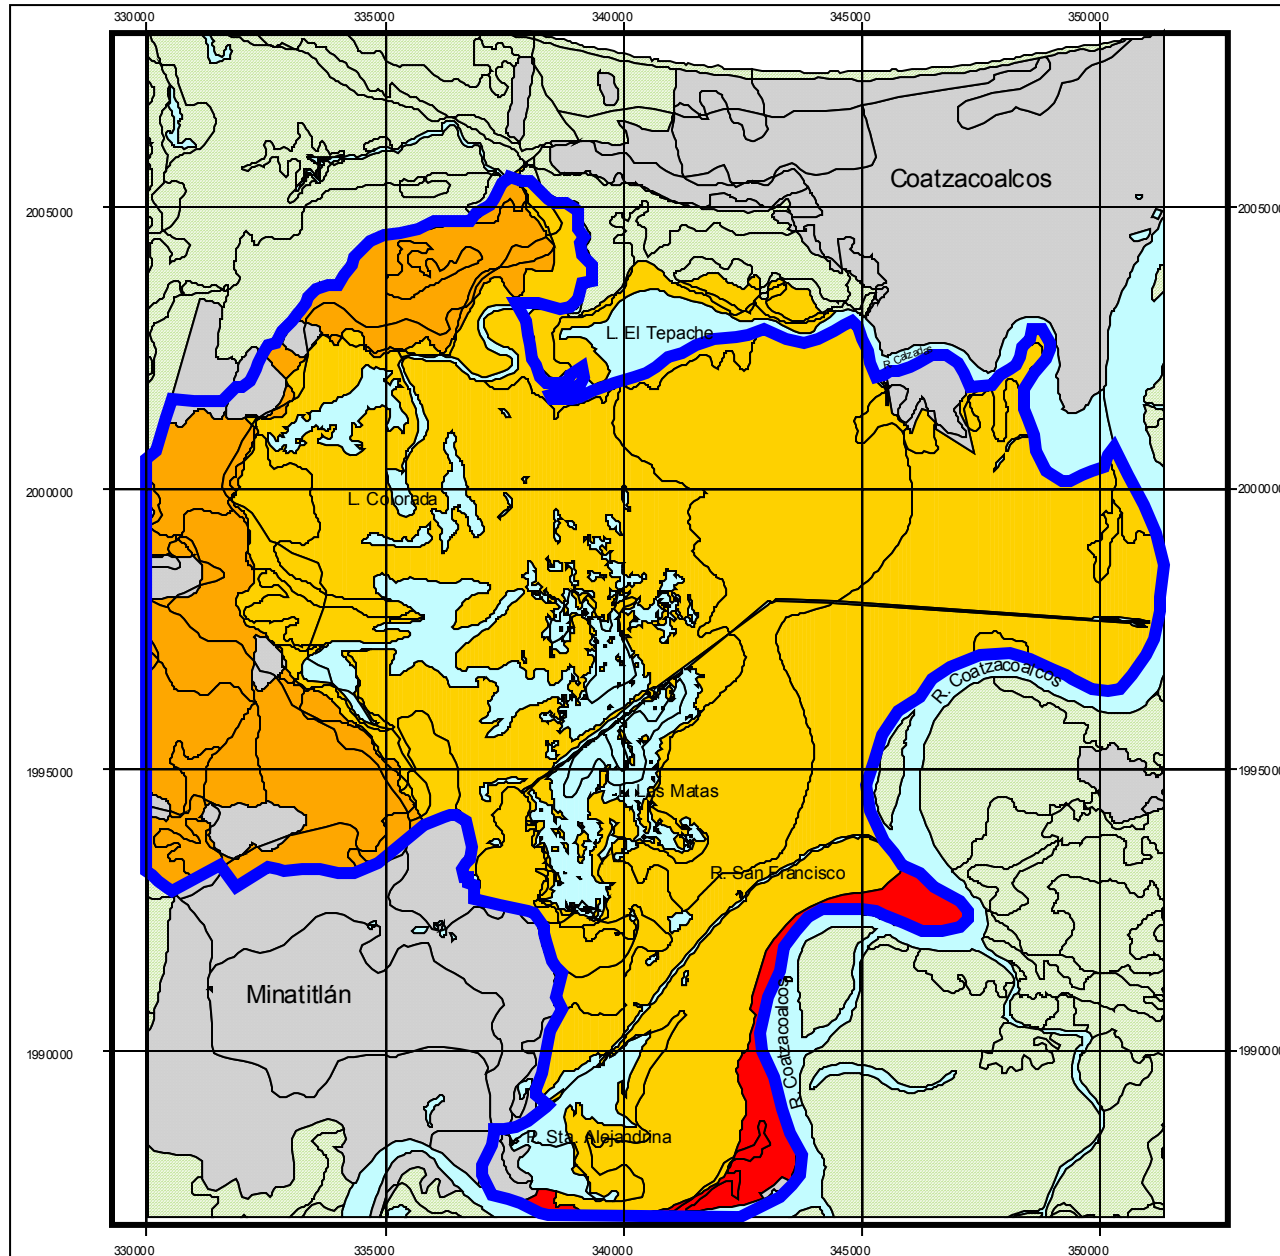 330000 335000 340000 345000 350000
Coatzacoalcos
2005000 2005000
L. El Tepache
R. Calzadas
2000000 2000000
L. Colorada
R. Coatzacoalcos
1995000 1995000
L. Las Matas
R. San Francisco
Minatitlán
R. Coatzacoalcos
1990000 1990000
P. Sta. Alejandrina
330000 335000 340000 345000 350000